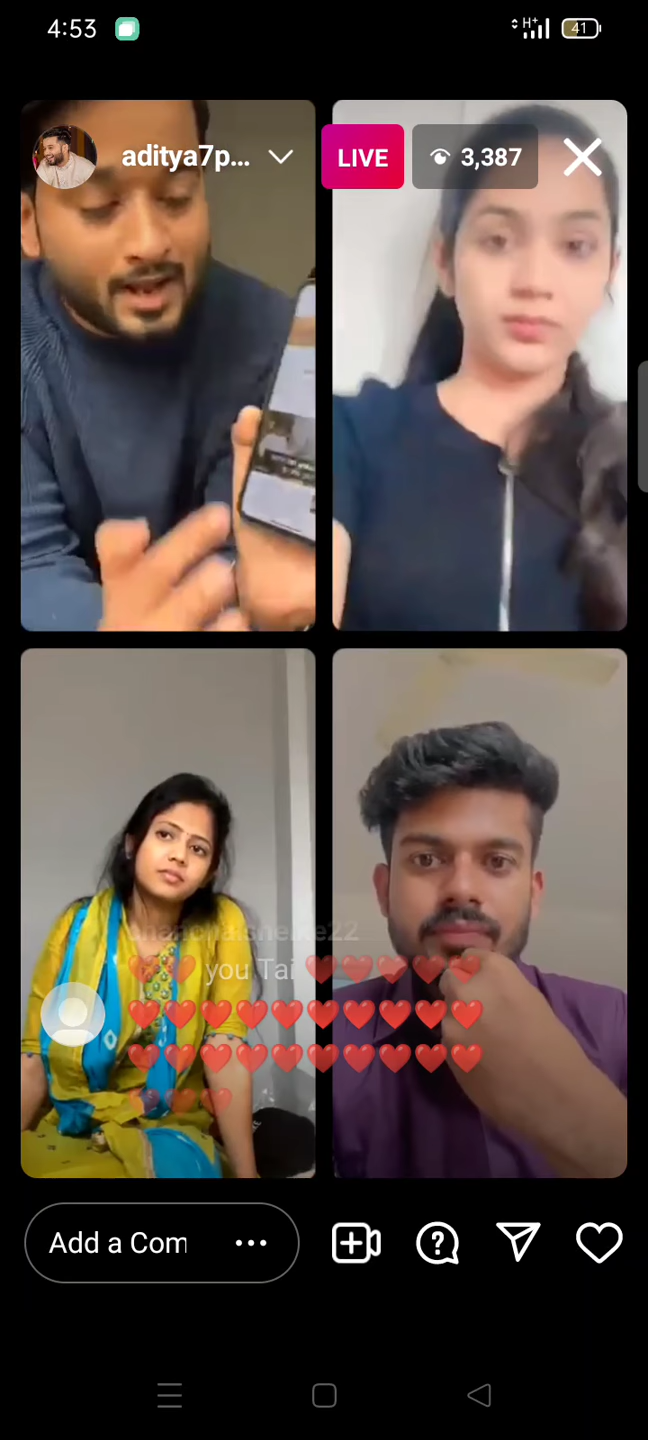 4:53
H+
41
aditya7p...
LIVE
3,387
you Tai ❤️❤️❤️❤️❤️
❤️❤️❤️❤️❤️❤️❤️❤️❤️❤️
❤️❤️❤️❤️❤️❤️❤️❤️❤️❤️
❤️❤️❤️
Add a Com